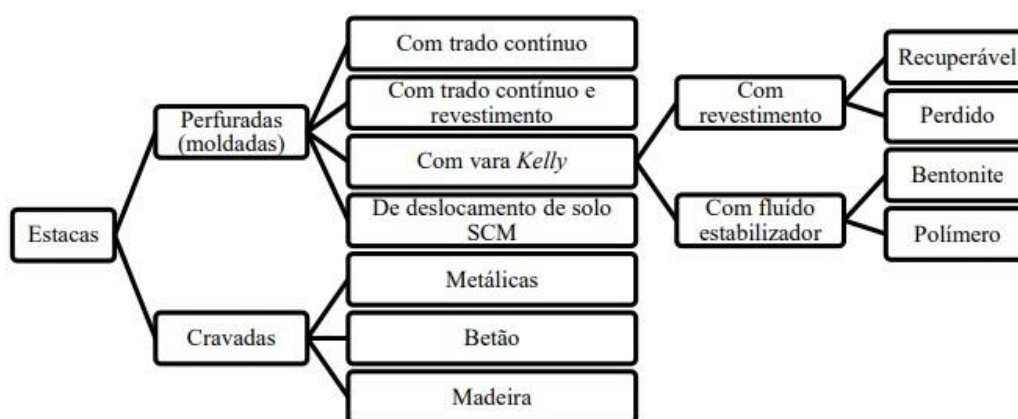 Estacas
Perfuradas
(moldadas)
Cravadas
Com trado contínuo
Com trado contínuo e
revestimento
Com vara Kelly
De deslocamento de solo
SCM
Metálicas
Betão
Madeira
Com
revestimento
Com fluído
estabilizador
Recuperável
Perdido
Bentonite
Polímero